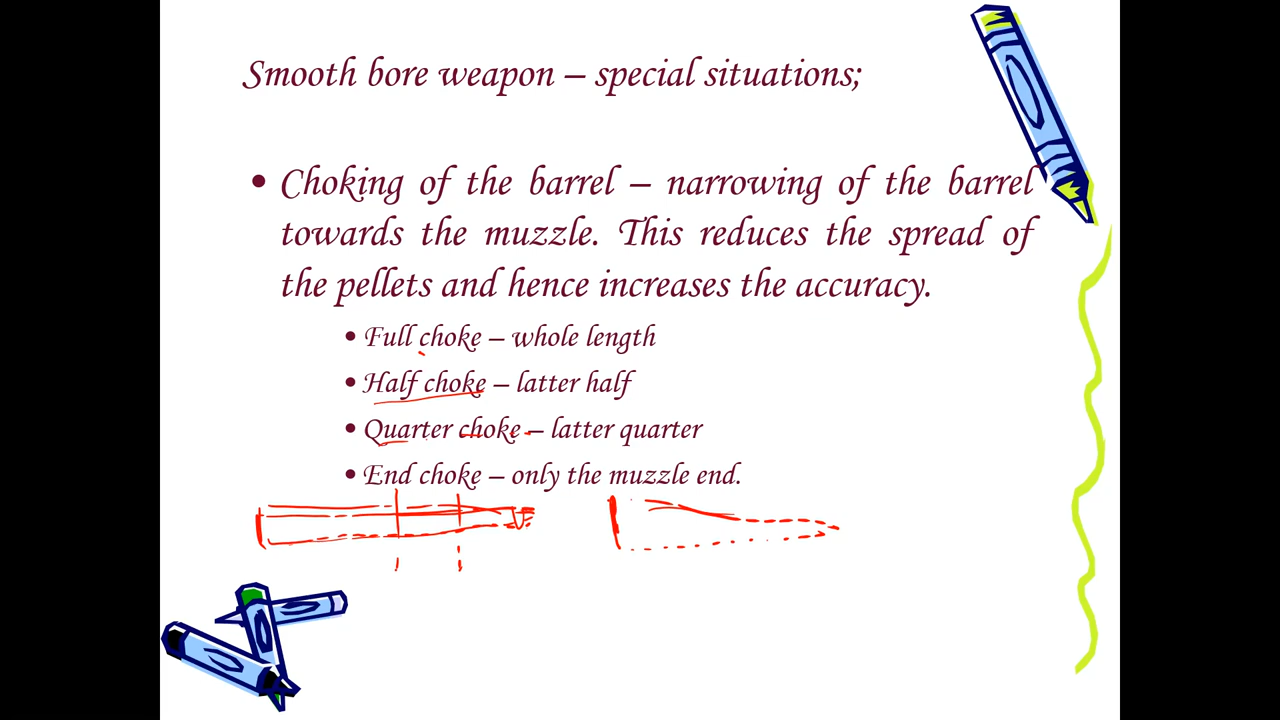 Smooth bore weapon – special situations;
• Choking of the barrel – narrowing of the barrel
towards the muzzle. This reduces the spread of
the pellets and hence increases the accuracy.
• Full choke – whole length
• Half choke – latter half
• Quarter choke – latter quarter
• End choke – only the muzzle end.